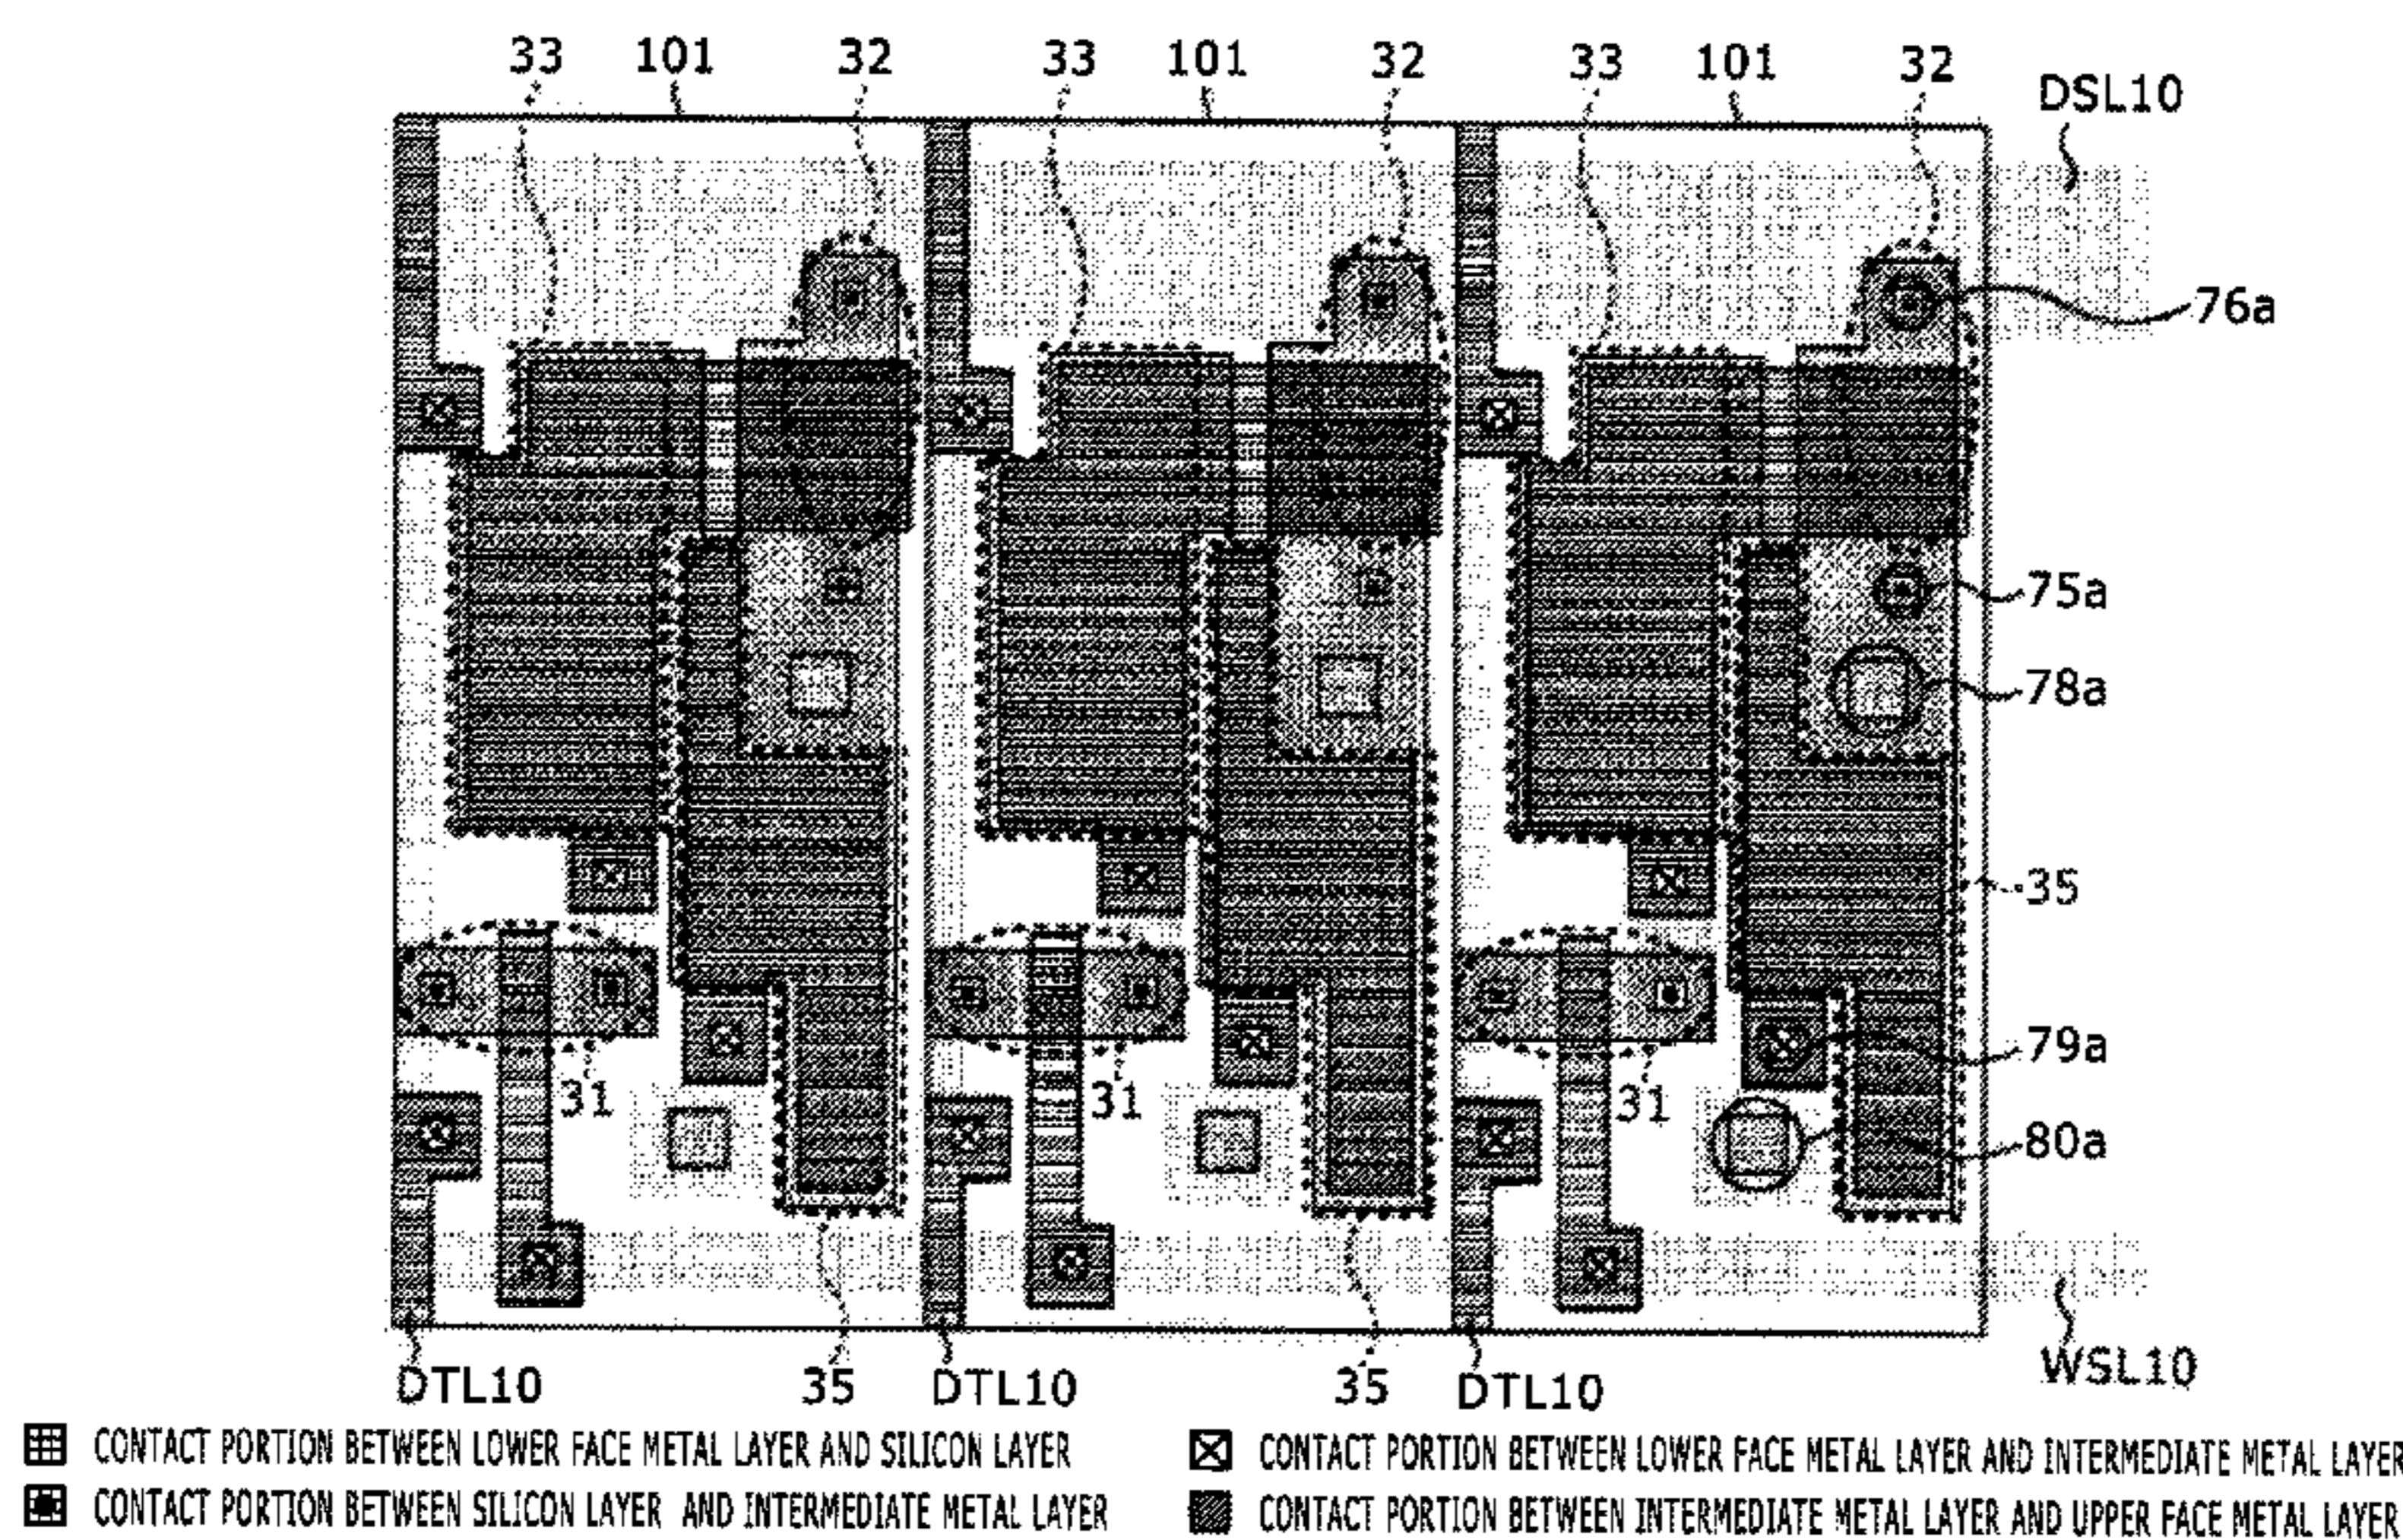 33 101 32 33 101 32 33 101 32
DSL10
76a
75a
78a
35
79a
31 31 31
80a
WSL10
DTL10 35 DTL10 35 DTL10
CONTACT PORTION BETWEEN LOWER FACE METAL LAYER AND SILICON LAYER
CONTACT PORTION BETWEEN LOWER FACE METAL LAYER AND INTERMEDIATE METAL LAYER
CONTACT PORTION BETWEEN SILICON LAYER AND INTERMEDIATE METAL LAYER
CONTACT PORTION BETWEEN INTERMEDIATE METAL LAYER AND UPPER FACE METAL LAYER